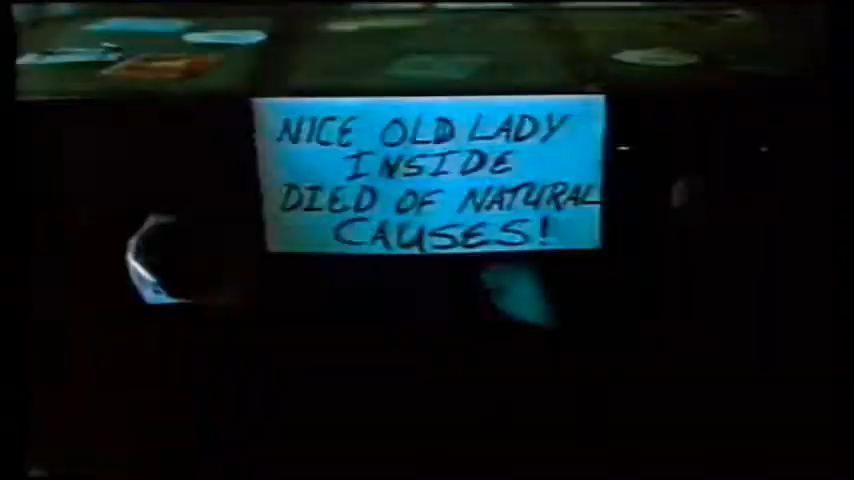 NICE OLD LADY
INSIDE
DIED OF NATURAL
CAUSES!